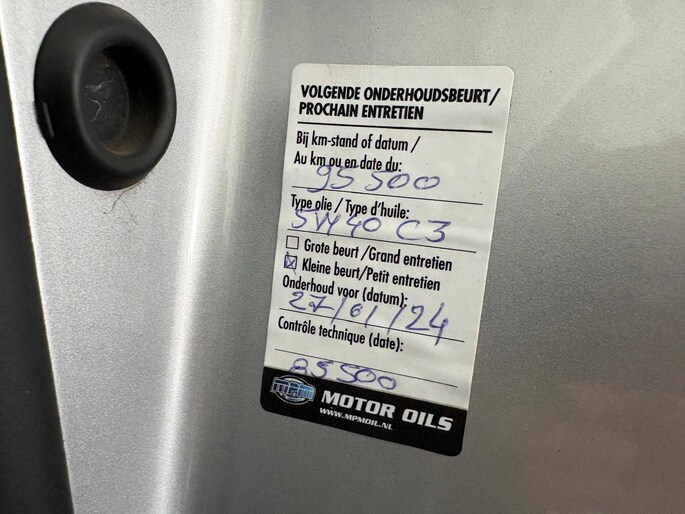 VOLGENDE ONDERHOUDSBEURT/
PROCHAIN ENTRETIEN
Bij km-stand of datum /
Au km ou en date du:
95 500
Type olie / Type d'huile:
5W40 C3
Grote beurt /Grand entretien
Kleine beurt/Petit entretien
Onderhoud voor (datum):
27/01/24
Contrôle technique (date):
85500
MPM MOTOR OILS
WWW.MPMOIL.NL